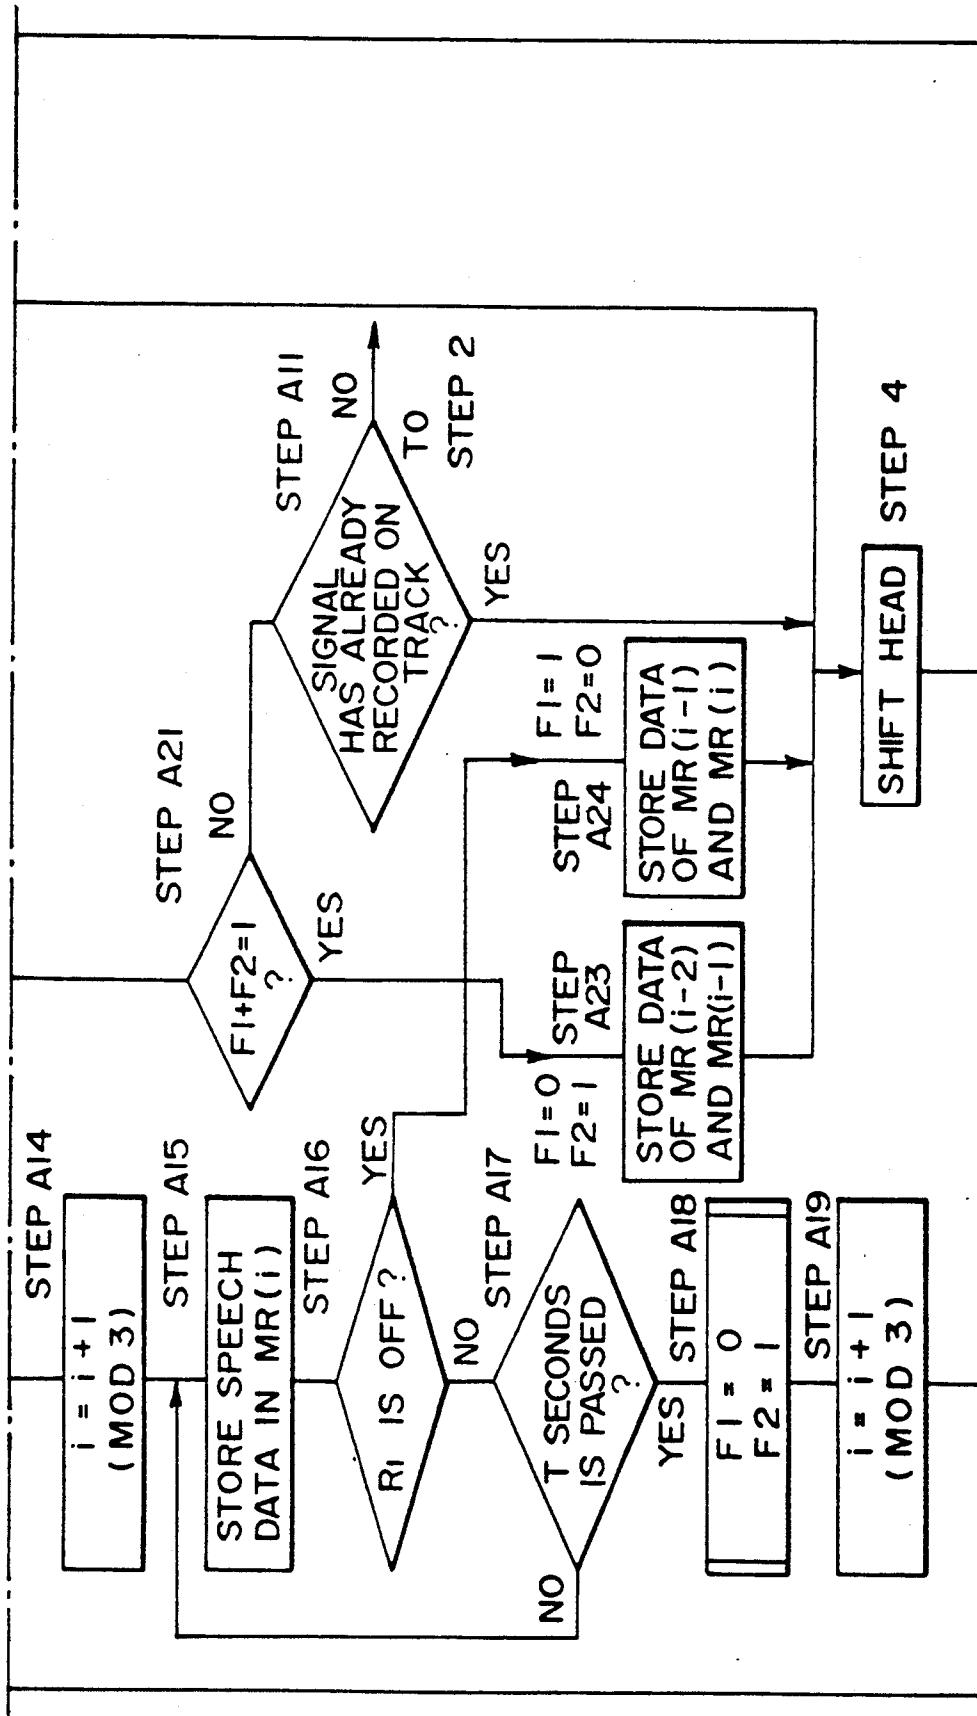 STEP A14
i = i + 1
(MOD 3)
STEP A15
STORE SPEECH
DATA IN MR(i)
STEP A16
R1 IS OFF ?
YES
NO
STEP A17
T SECONDS
IS PASSED
?
NO
YES
STEP A18
F1 = 0
F2 = 1
STEP A19
i = i + 1
(MOD 3)
STEP A21
F1+F2=1
?
NO
YES
F1=0
F2=1
STEP
A23
STORE DATA
OF MR(i-2)
AND MR(i-1)
STEP
A24
F1=1
F2=0
STORE DATA
OF MR(i-1)
AND MR(i)
STEP A11
SIGNAL
HAS ALREADY
RECORDED ON
TRACK
?
NO
TO
STEP 2
YES
SHIFT HEAD
STEP 4